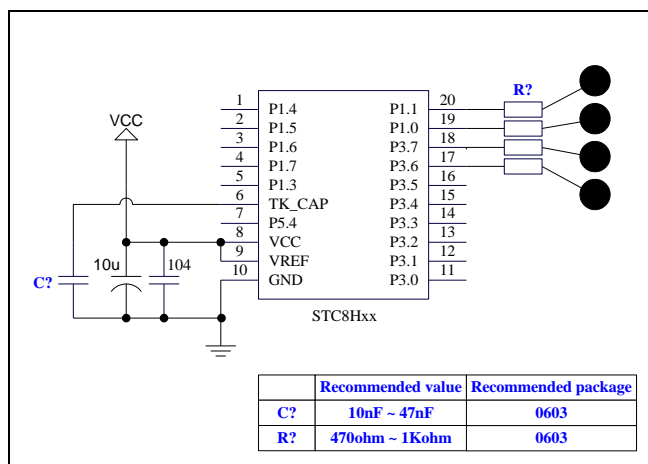 VCC
1 P1.4 P1.1 20
2 P1.5 P1.0 19
3 P1.6 P3.7 18
4 P1.7 P3.6 17
5 P1.3 P3.5 16
6 TK_CAP P3.4 15
7 P5.4 P3.3 14
8 VCC P3.2 13
9 VREF P3.1 12
10 GND P3.0 11
R?
C? 10u 104
STC8Hxx
Recommended value Recommended package
C? 10nF ~ 47nF 0603
R? 470ohm ~ 1Kohm 0603